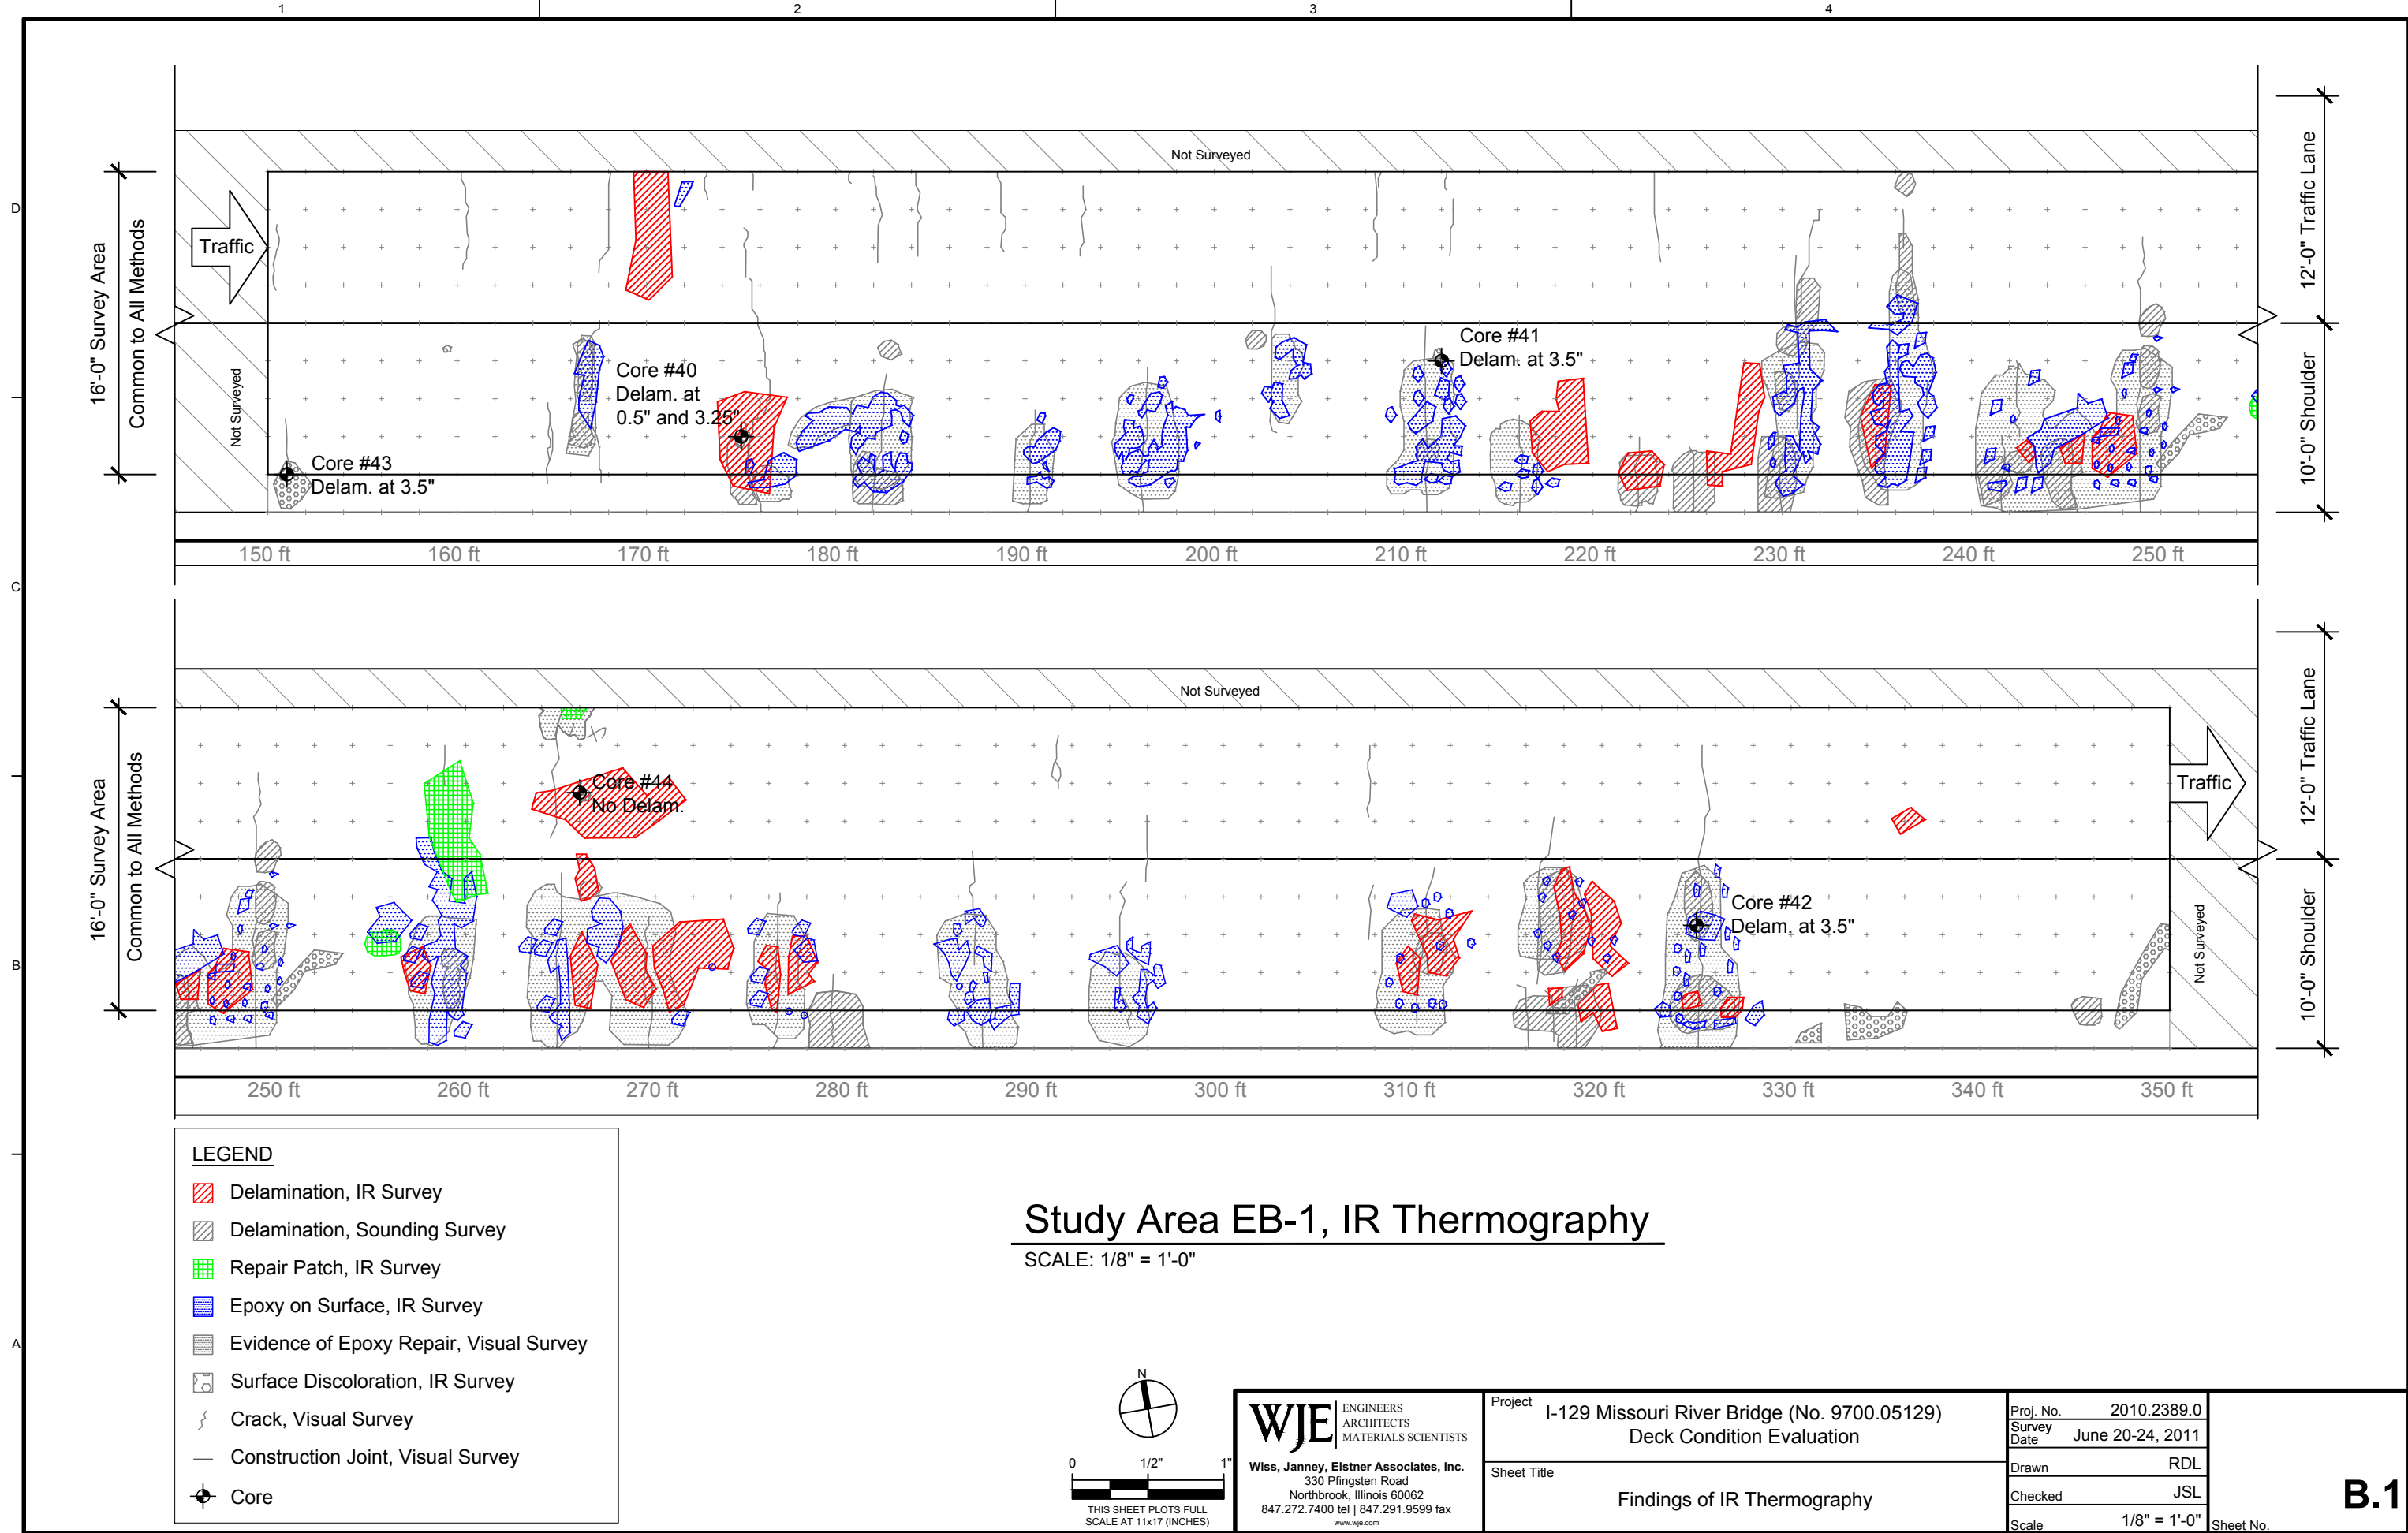 1 2 3 4
D
C
B
A
Not Surveyed
16'-0" Survey Area
Common to All Methods
Traffic
Not Surveyed
12'-0" Traffic Lane
10'-0" Shoulder
Core #43
Delam. at 3.5"
Core #40
Delam. at
0.5" and 3.25"
Core #41
Delam. at 3.5"
150 ft 160 ft 170 ft 180 ft 190 ft 200 ft 210 ft 220 ft 230 ft 240 ft 250 ft
Not Surveyed
16'-0" Survey Area
Common to All Methods
Core #44
No Delam.
Core #42
Delam. at 3.5"
Traffic
Not Surveyed
12'-0" Traffic Lane
10'-0" Shoulder
250 ft 260 ft 270 ft 280 ft 290 ft 300 ft 310 ft 320 ft 330 ft 340 ft 350 ft
LEGEND
Delamination, IR Survey
Delamination, Sounding Survey
Repair Patch, IR Survey
Epoxy on Surface, IR Survey
Evidence of Epoxy Repair, Visual Survey
Surface Discoloration, IR Survey
Crack, Visual Survey
Construction Joint, Visual Survey
Core
Study Area EB-1, IR Thermography
SCALE: 1/8" = 1'-0"
N
0 1/2" 1"
THIS SHEET PLOTS FULL
SCALE AT 11x17 (INCHES)
WJE
ENGINEERS
ARCHITECTS
MATERIALS SCIENTISTS
Wiss, Janney, Elstner Associates, Inc.
330 Pfingsten Road
Northbrook, Illinois 60062
847.272.7400 tel | 847.291.9599 fax
www.wje.com
Project
I-129 Missouri River Bridge (No. 9700.05129)
Deck Condition Evaluation
Sheet Title
Findings of IR Thermography
Proj. No. 2010.2389.0
Survey Date June 20-24, 2011
Drawn RDL
Checked JSL
Scale 1/8" = 1'-0"
Sheet No.
B.1